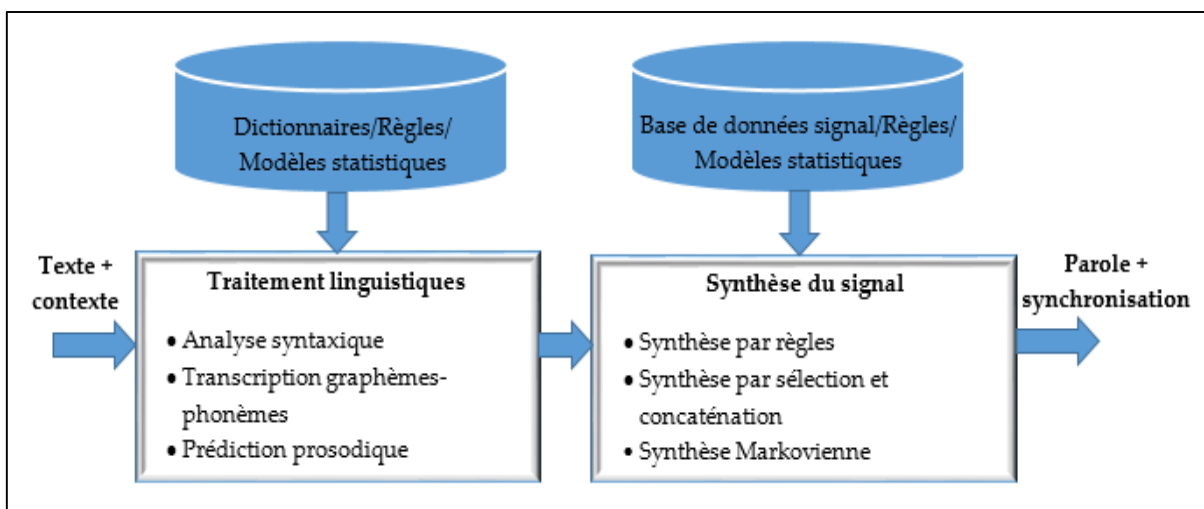 Dictionnaires/Règles/
Modèles statistiques
Base de données signal/Règles/
Modèles statistiques
Texte +
contexte
Traitement linguistiques
• Analyse syntaxique
• Transcription graphèmes-
phonèmes
• Prédiction prosodique
Synthèse du signal
• Synthèse par règles
• Synthèse par sélection et
concaténation
• Synthèse Markovienne
Parole +
synchronisation